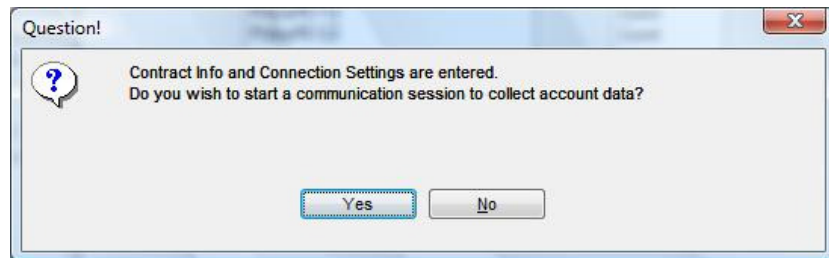 Question!
Contract Info and Connection Settings are entered.
Do you wish to start a communication session to collect account data?
Yes
No